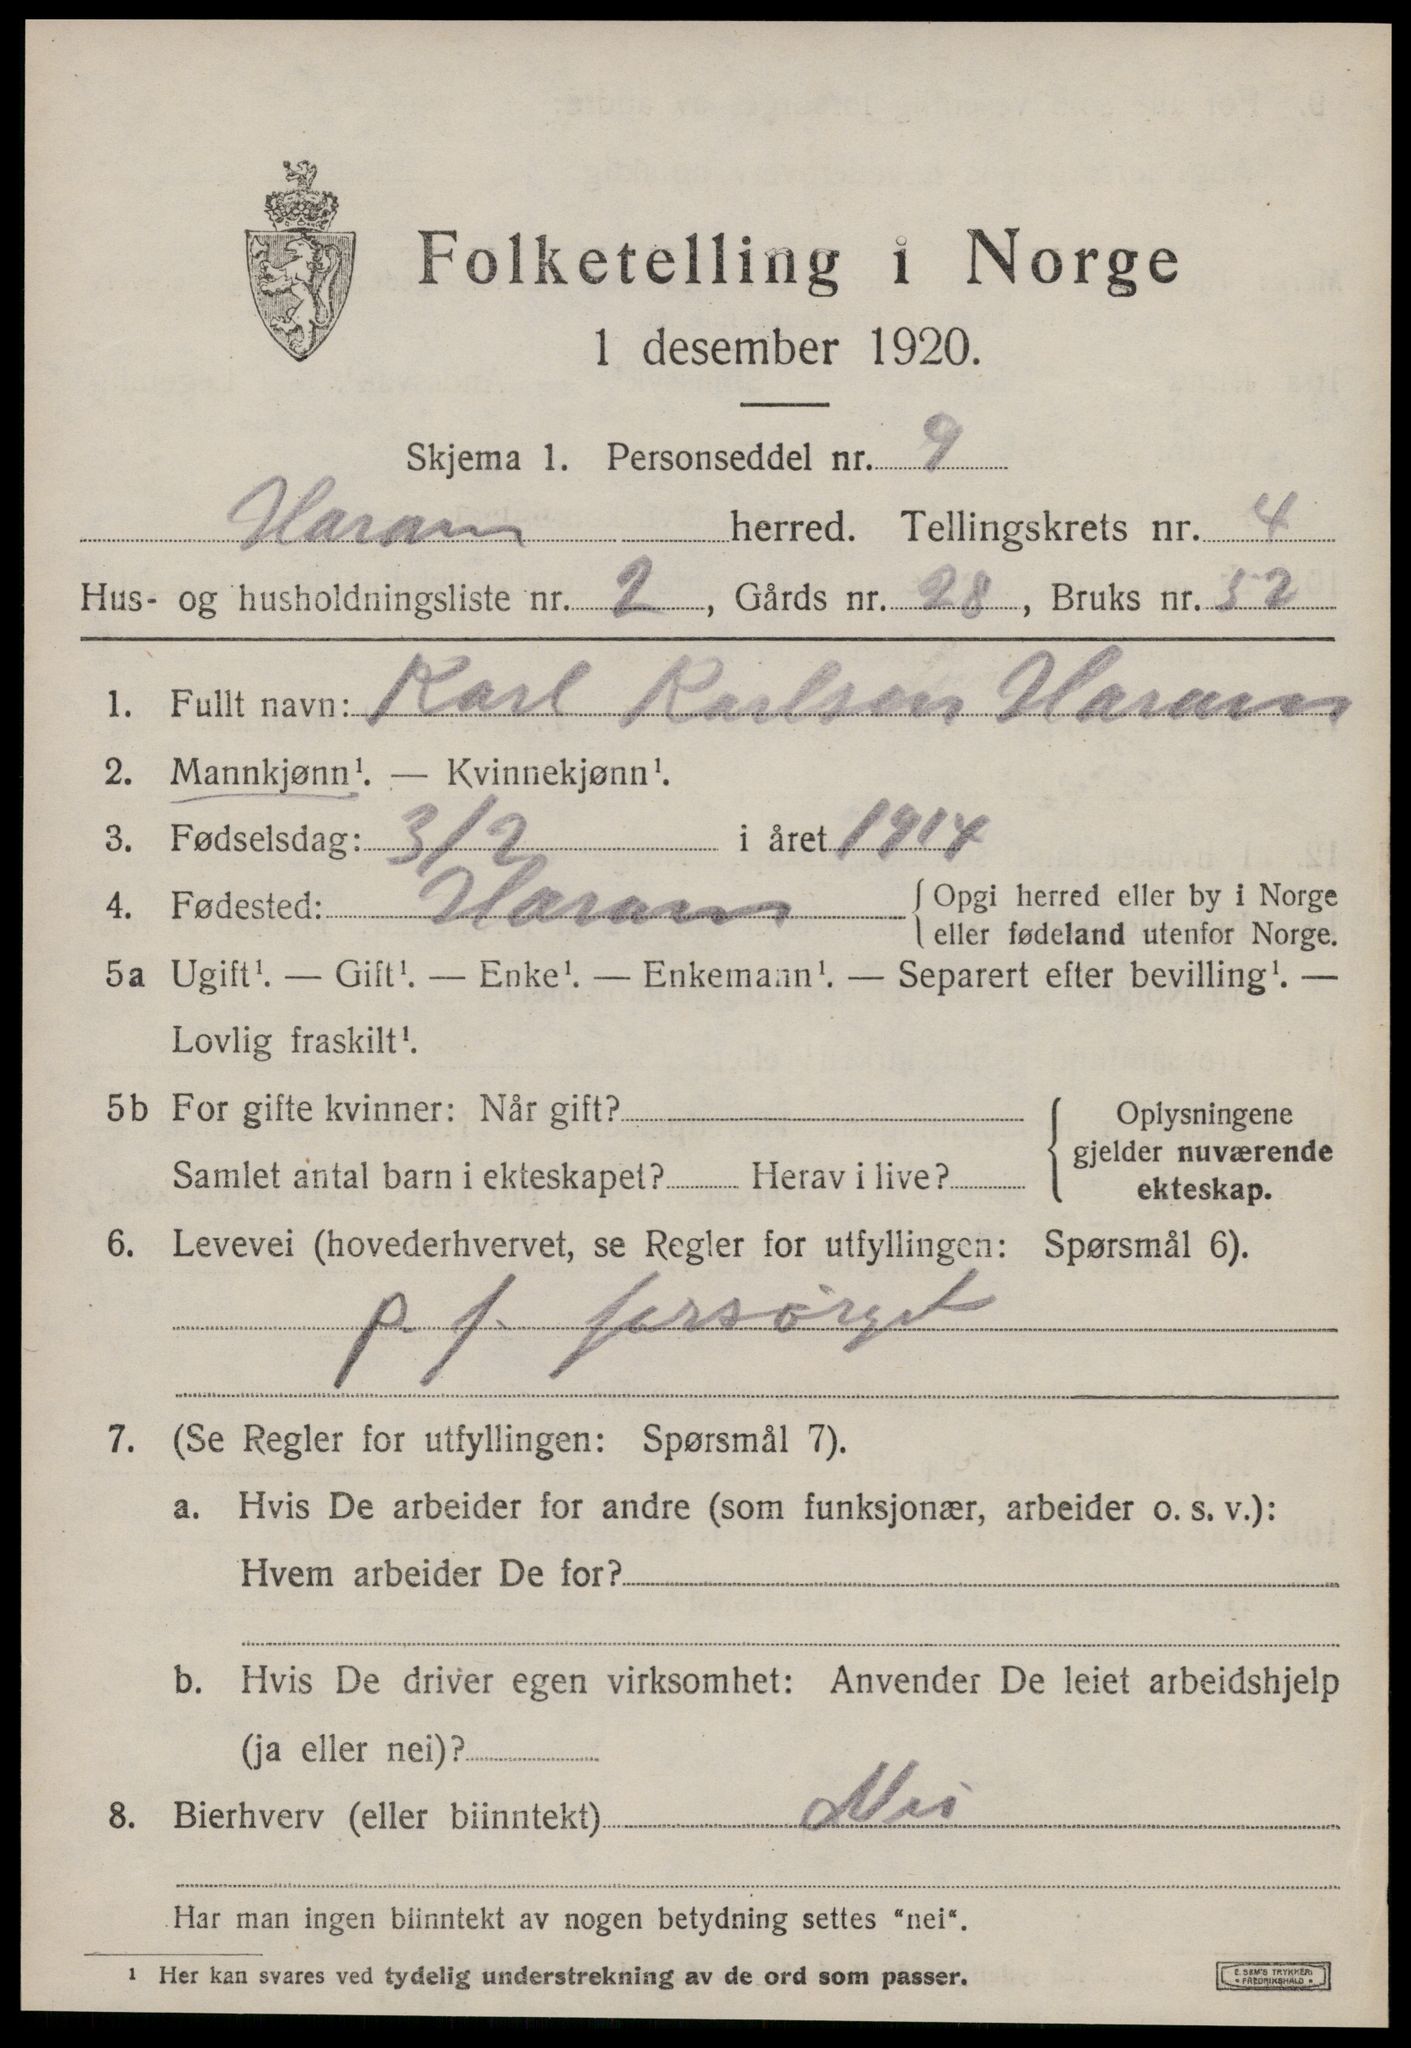 Folketelling i Norge
1 desember 1920.
Skjema 1. Personseddel nr. 9
Haram herred. Tellingskrets nr. 4
Hus- og husholdningsliste nr. 2, Gårds nr. 28, Bruks nr. 52
1. Fullt navn: Karl Karlsen Haram
2. Mannkjønn¹. — Kvinnekjønn¹.
3. Fødselsdag: 3/2 i året 1914
4. Fødested: Haram { Opgi herred eller by i Norge
eller fødeland utenfor Norge.
5a Ugift¹. — Gift¹. — Enke¹. — Enkemann¹. — Separert efter bevilling¹. —
Lovlig fraskilt¹.
5b For gifte kvinner: Når gift?
Samlet antal barn i ekteskapet? Herav i live?
{ Oplysningene
gjelder nuværende
ekteskap.
6. Levevei (hovederhvervet, se Regler for utfyllingen: Spørsmål 6).
p. f. forsørget
7. (Se Regler for utfyllingen: Spørsmål 7).
a. Hvis De arbeider for andre (som funksjonær, arbeider o. s. v.):
Hvem arbeider De for?
b. Hvis De driver egen virksomhet: Anvender De leiet arbeidshjelp
(ja eller nei)?
8. Bierhverv (eller biinntekt) Nei
Har man ingen biinntekt av nogen betydning settes "nei".
¹ Her kan svares ved tydelig understrekning av de ord som passer.
E. SEM'S TRYKKERI
FREDRIKSHALD